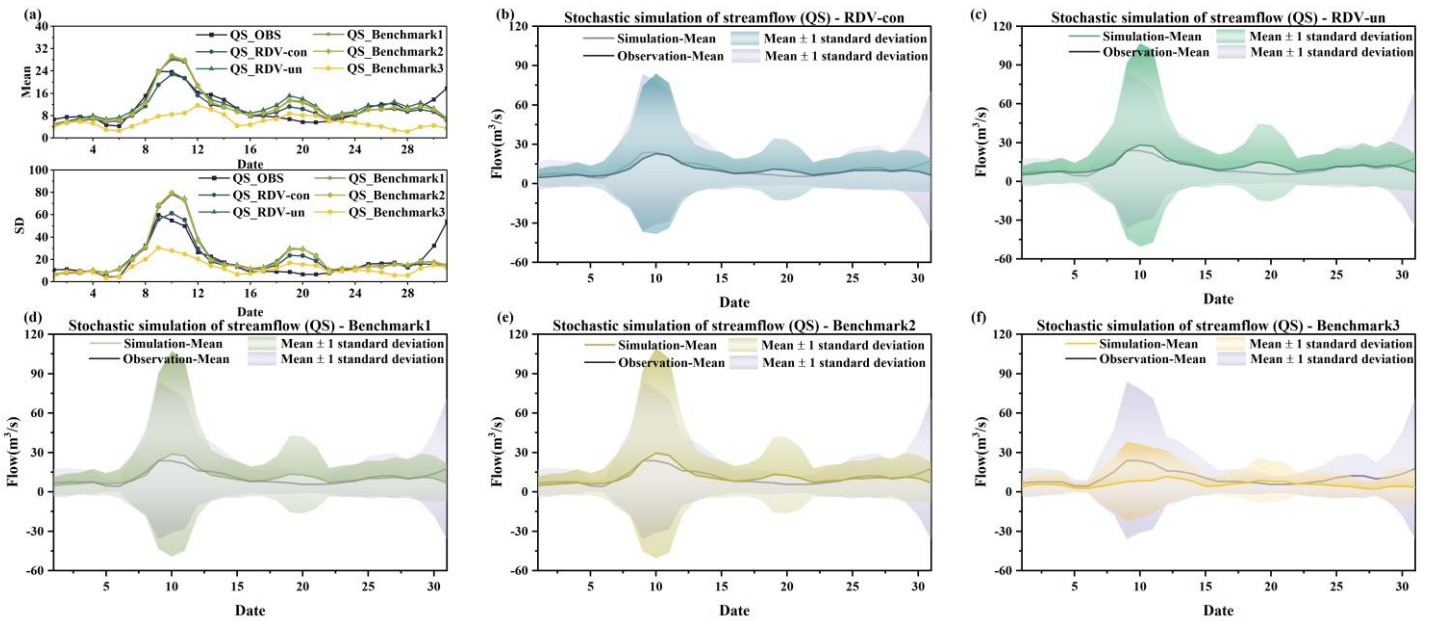 (a)
40
32
24
16
8
0
Mean
QS_OBS
QS_RDV-con
QS_RDV-un
QS_Benchmark1
QS_Benchmark2
QS_Benchmark3
4 8 12 16 20 24 28
Date
100
80
60
40
20
0
SD
QS_OBS
QS_RDV-con
QS_RDV-un
QS_Benchmark1
QS_Benchmark2
QS_Benchmark3
4 8 12 16 20 24 28
Date
(b)
Stochastic simulation of streamflow (QS) - RDV-con
Simulation-Mean
Mean ± 1 standard deviation
Observation-Mean
Mean ± 1 standard deviation
120
90
60
30
0
-30
-60
Flow(m³/s)
5 10 15 20 25 30
Date
(c)
Stochastic simulation of streamflow (QS) - RDV-un
Simulation-Mean
Mean ± 1 standard deviation
Observation-Mean
Mean ± 1 standard deviation
120
90
60
30
0
-30
-60
Flow(m³/s)
5 10 15 20 25 30
Date
(d)
Stochastic simulation of streamflow (QS) - Benchmark1
Simulation-Mean
Mean ± 1 standard deviation
Observation-Mean
Mean ± 1 standard deviation
120
90
60
30
0
-30
-60
Flow(m³/s)
5 10 15 20 25 30
Date
(e)
Stochastic simulation of streamflow (QS) - Benchmark2
Simulation-Mean
Mean ± 1 standard deviation
Observation-Mean
Mean ± 1 standard deviation
120
90
60
30
0
-30
-60
Flow(m³/s)
5 10 15 20 25 30
Date
(f)
Stochastic simulation of streamflow (QS) - Benchmark3
Simulation-Mean
Mean ± 1 standard deviation
Observation-Mean
Mean ± 1 standard deviation
120
90
60
30
0
-30
-60
Flow(m³/s)
5 10 15 20 25 30
Date